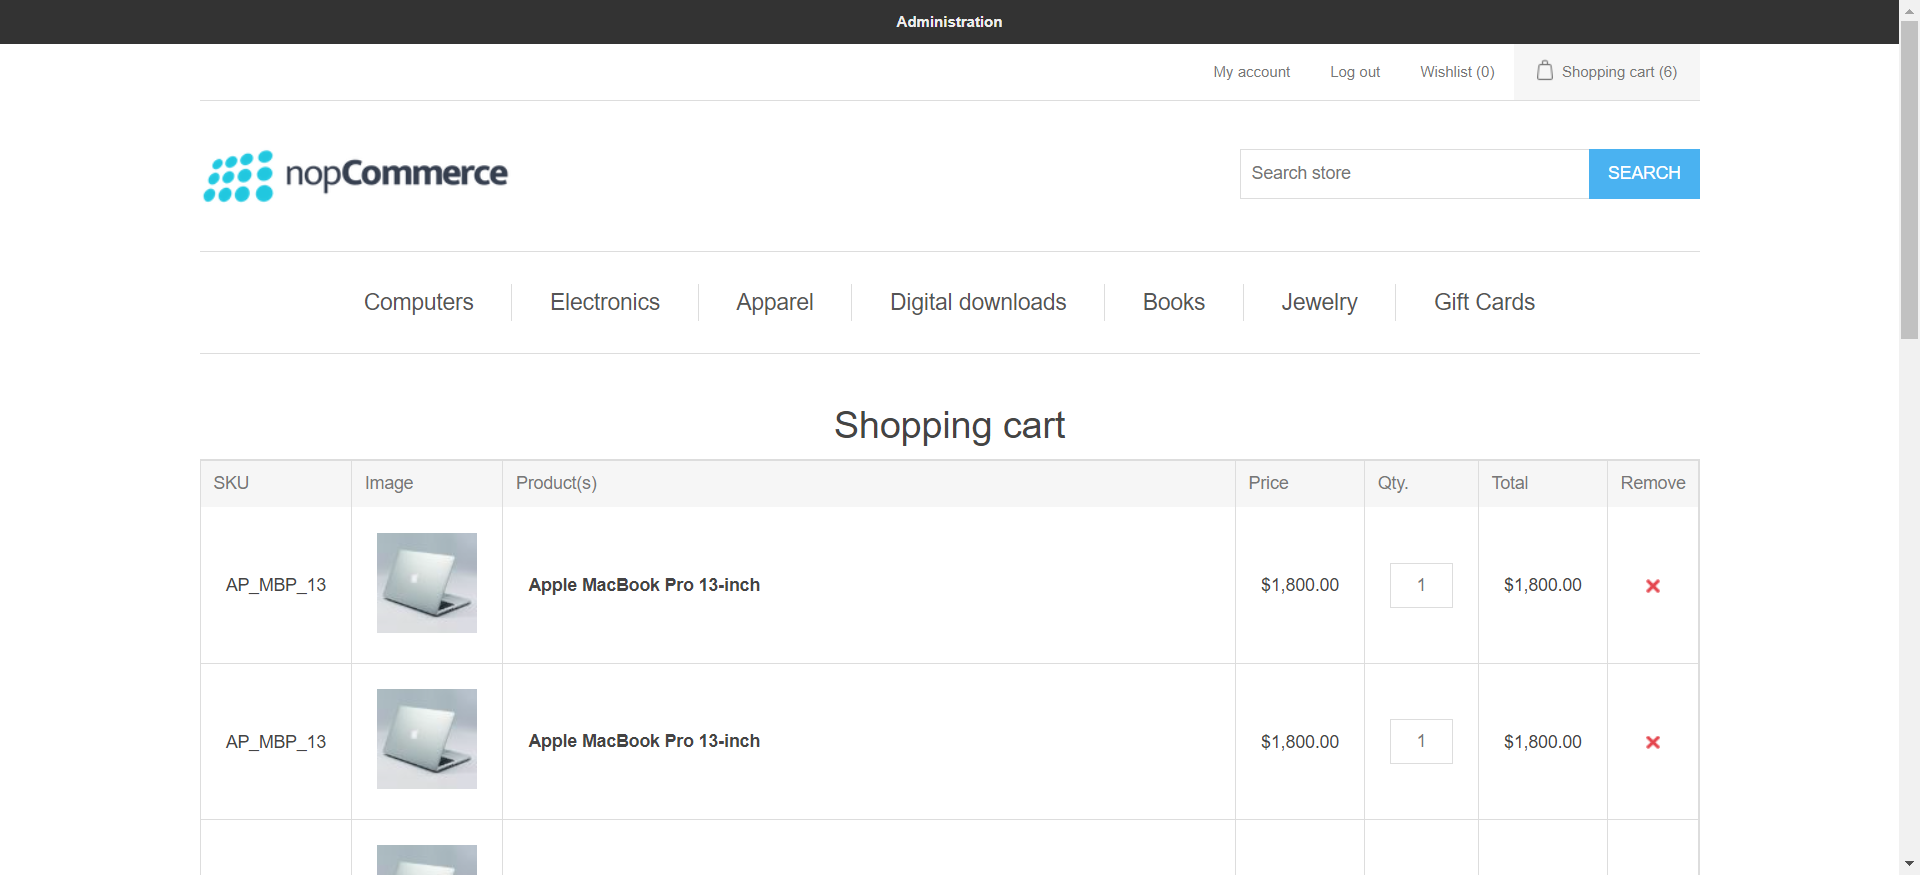 Administration
My account
Log out
Wishlist (0)
Shopping cart (6)
nopCommerce
Search store
SEARCH
Computers
Electronics
Apparel
Digital downloads
Books
Jewelry
Gift Cards
Shopping cart
SKU
Image
Product(s)
Price
Qty.
Total
Remove
AP_MBP_13
Apple MacBook Pro 13-inch
$1,800.00
1
$1,800.00
AP_MBP_13
Apple MacBook Pro 13-inch
$1,800.00
1
$1,800.00